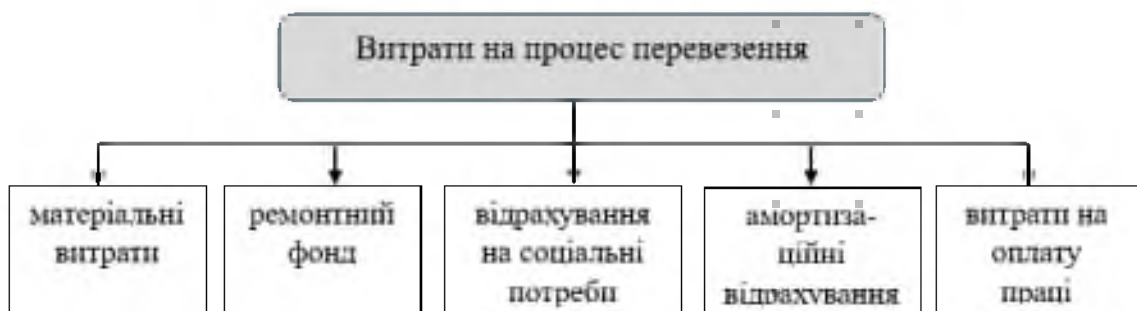 Витрати на процес перевезення
матеріальні
витрати
ремонтний
фонд
відрахування
на соціальні
потреби
амортиза-
ційні
відрахування
витрати на
оплату
праці